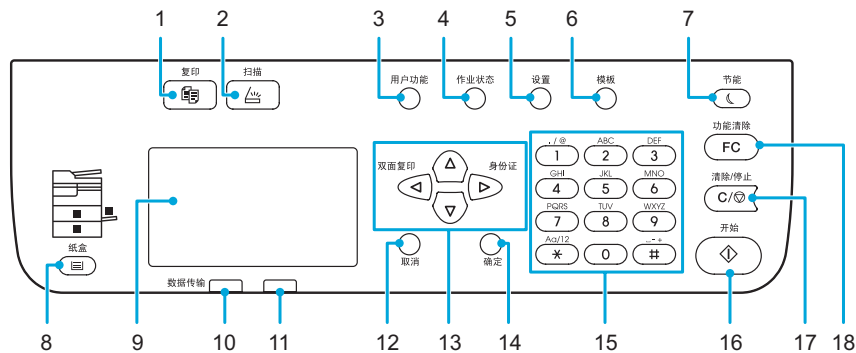 1 2 3 4 5 6 7
复印 扫描
用户功能 作业状态 设置 模板 节能
功能清除
FC
, / @ ABC DEF
1 2 3
双面复印 身份证
GHI JKL MNO
4 5 6
清除/停止
C/
PQRS TUV WXYZ
7 8 9
开始
Aa/12 _ - +
* 0 #
纸盒
取消 确定
数据传输
8 9 10 11 12 13 14 15 16 17 18